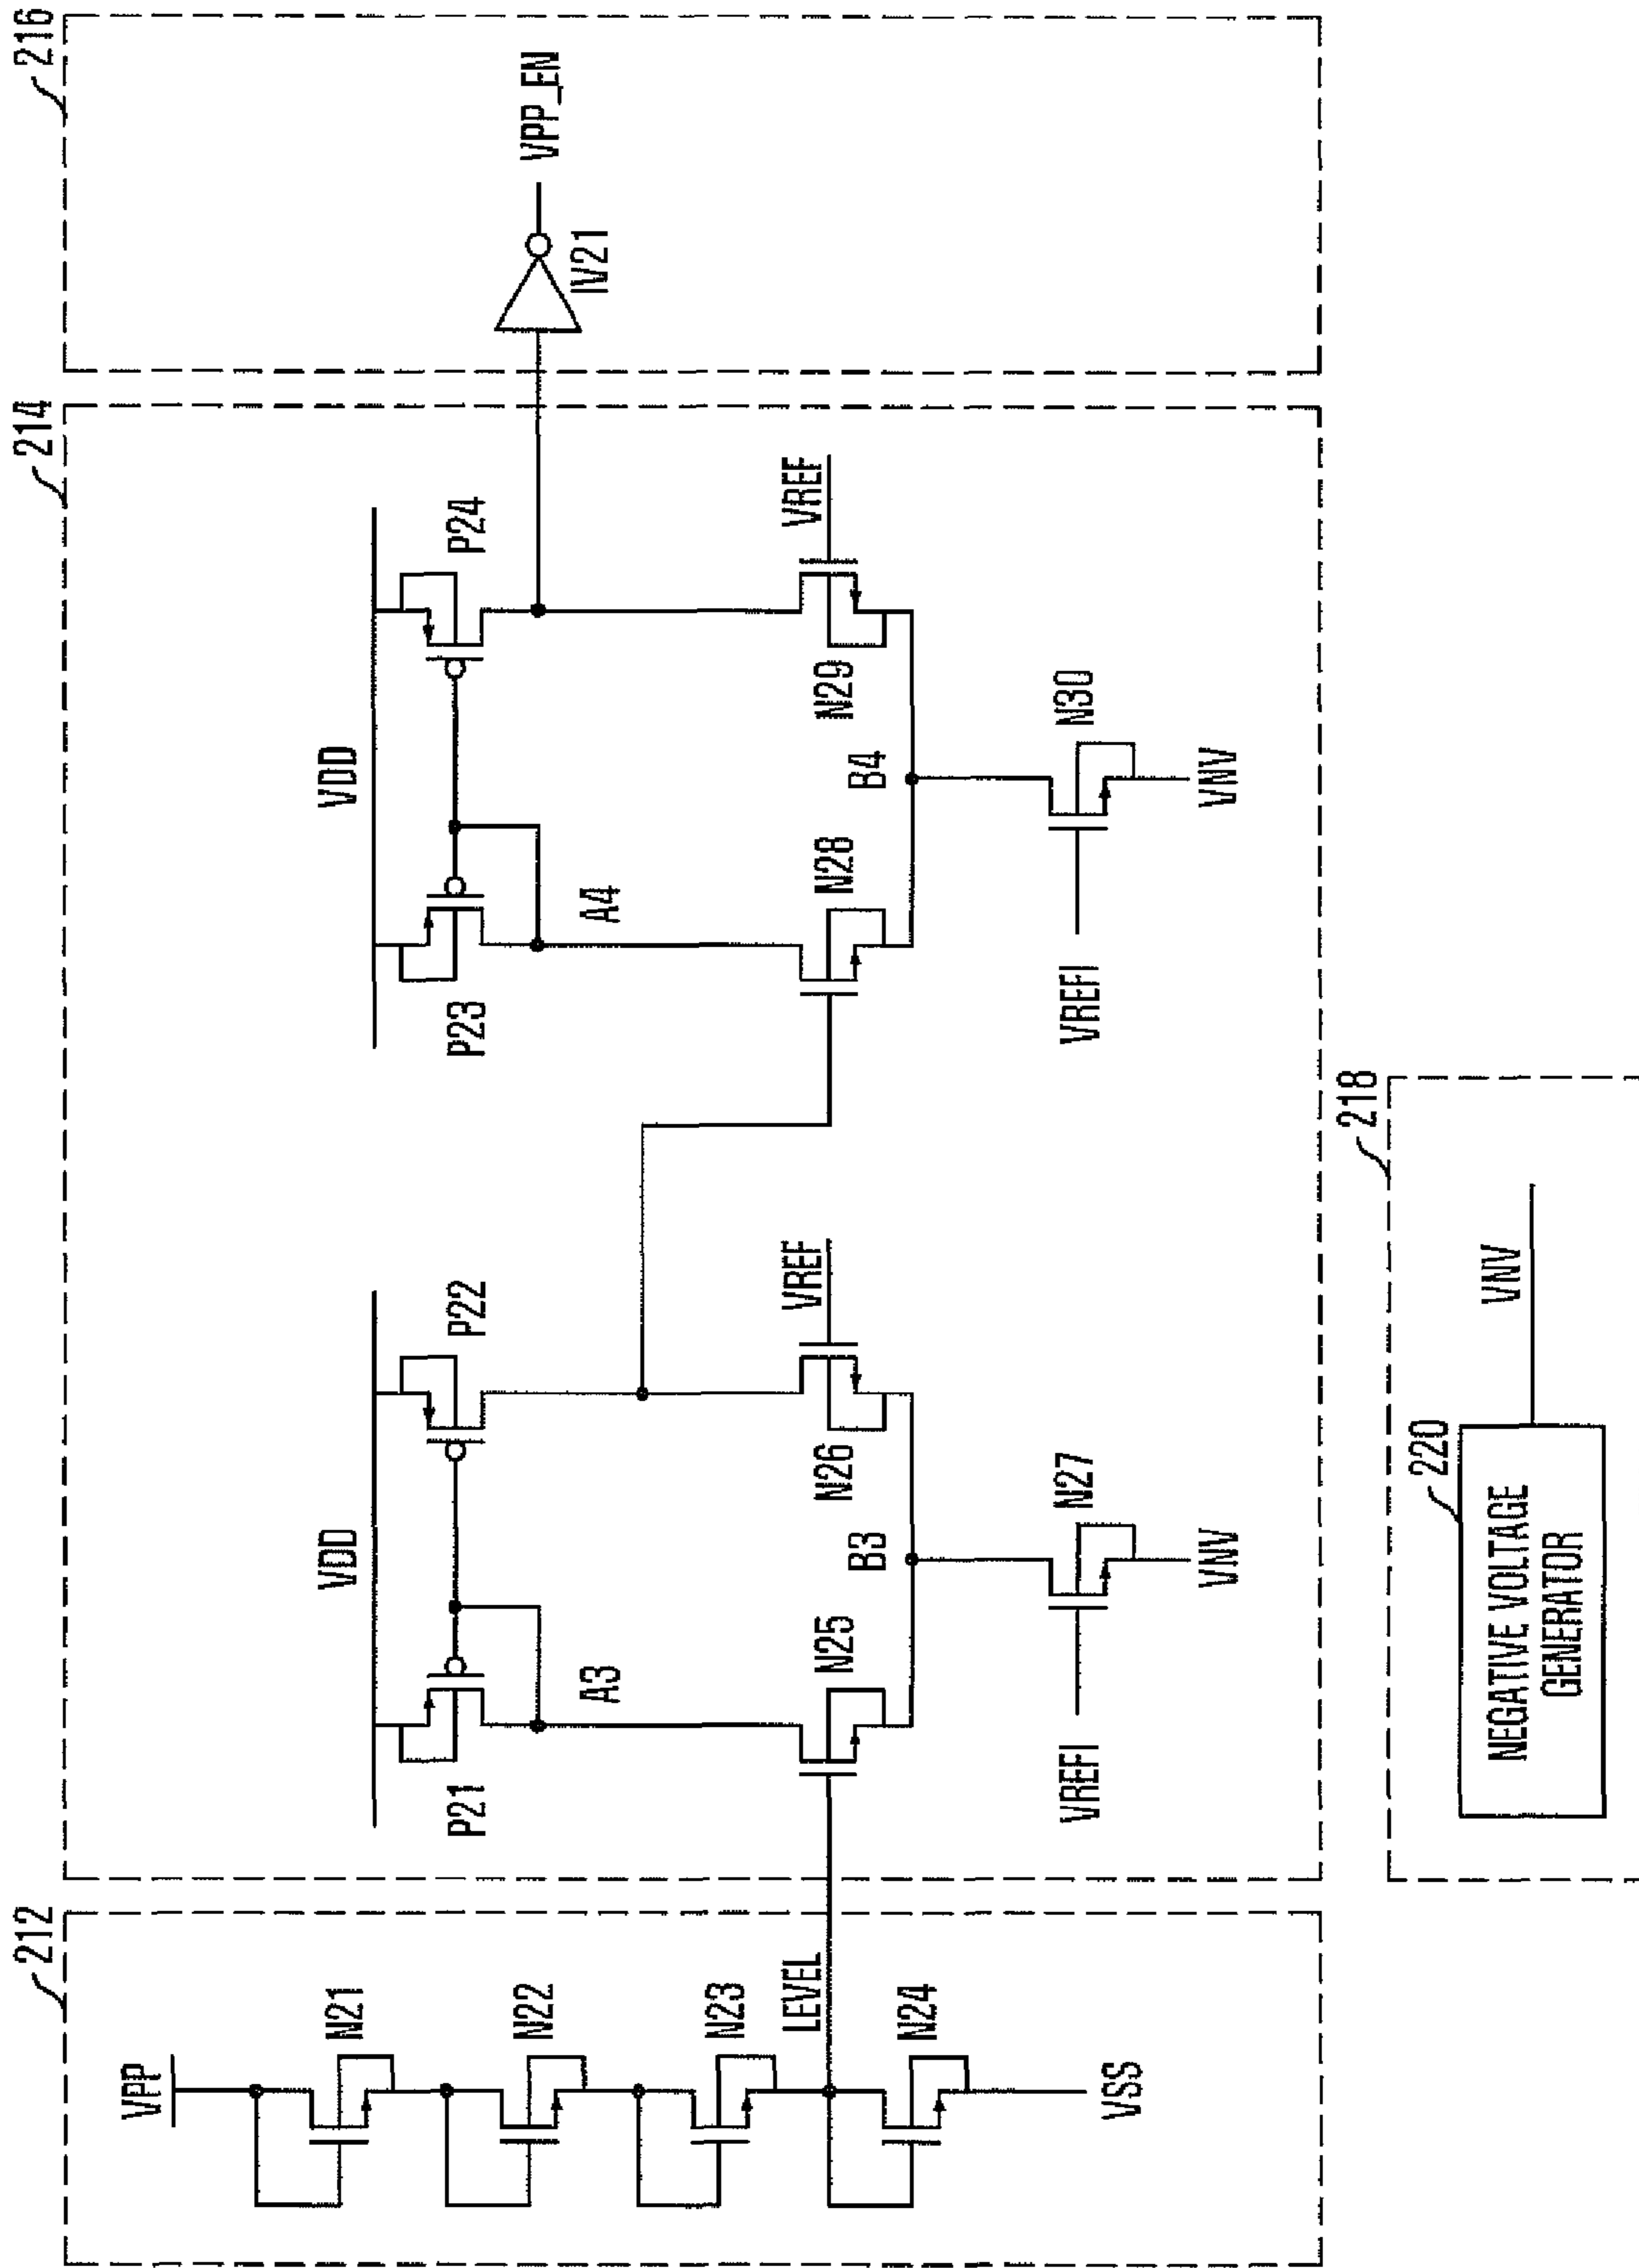 212
VPP
N21
N22
N23
LEVEL
N24
VSS
214
VDD
P21
P22
A3
N25
N26
VREF
B3
VREFI
N27
VNV
VDD
P23
P24
A4
N28
N29
VREF
B4
VREFI
N30
VNV
216
VPP_EN
IV21
218
220
NEGATIVE VOLTAGE
GENERATOR
VNV